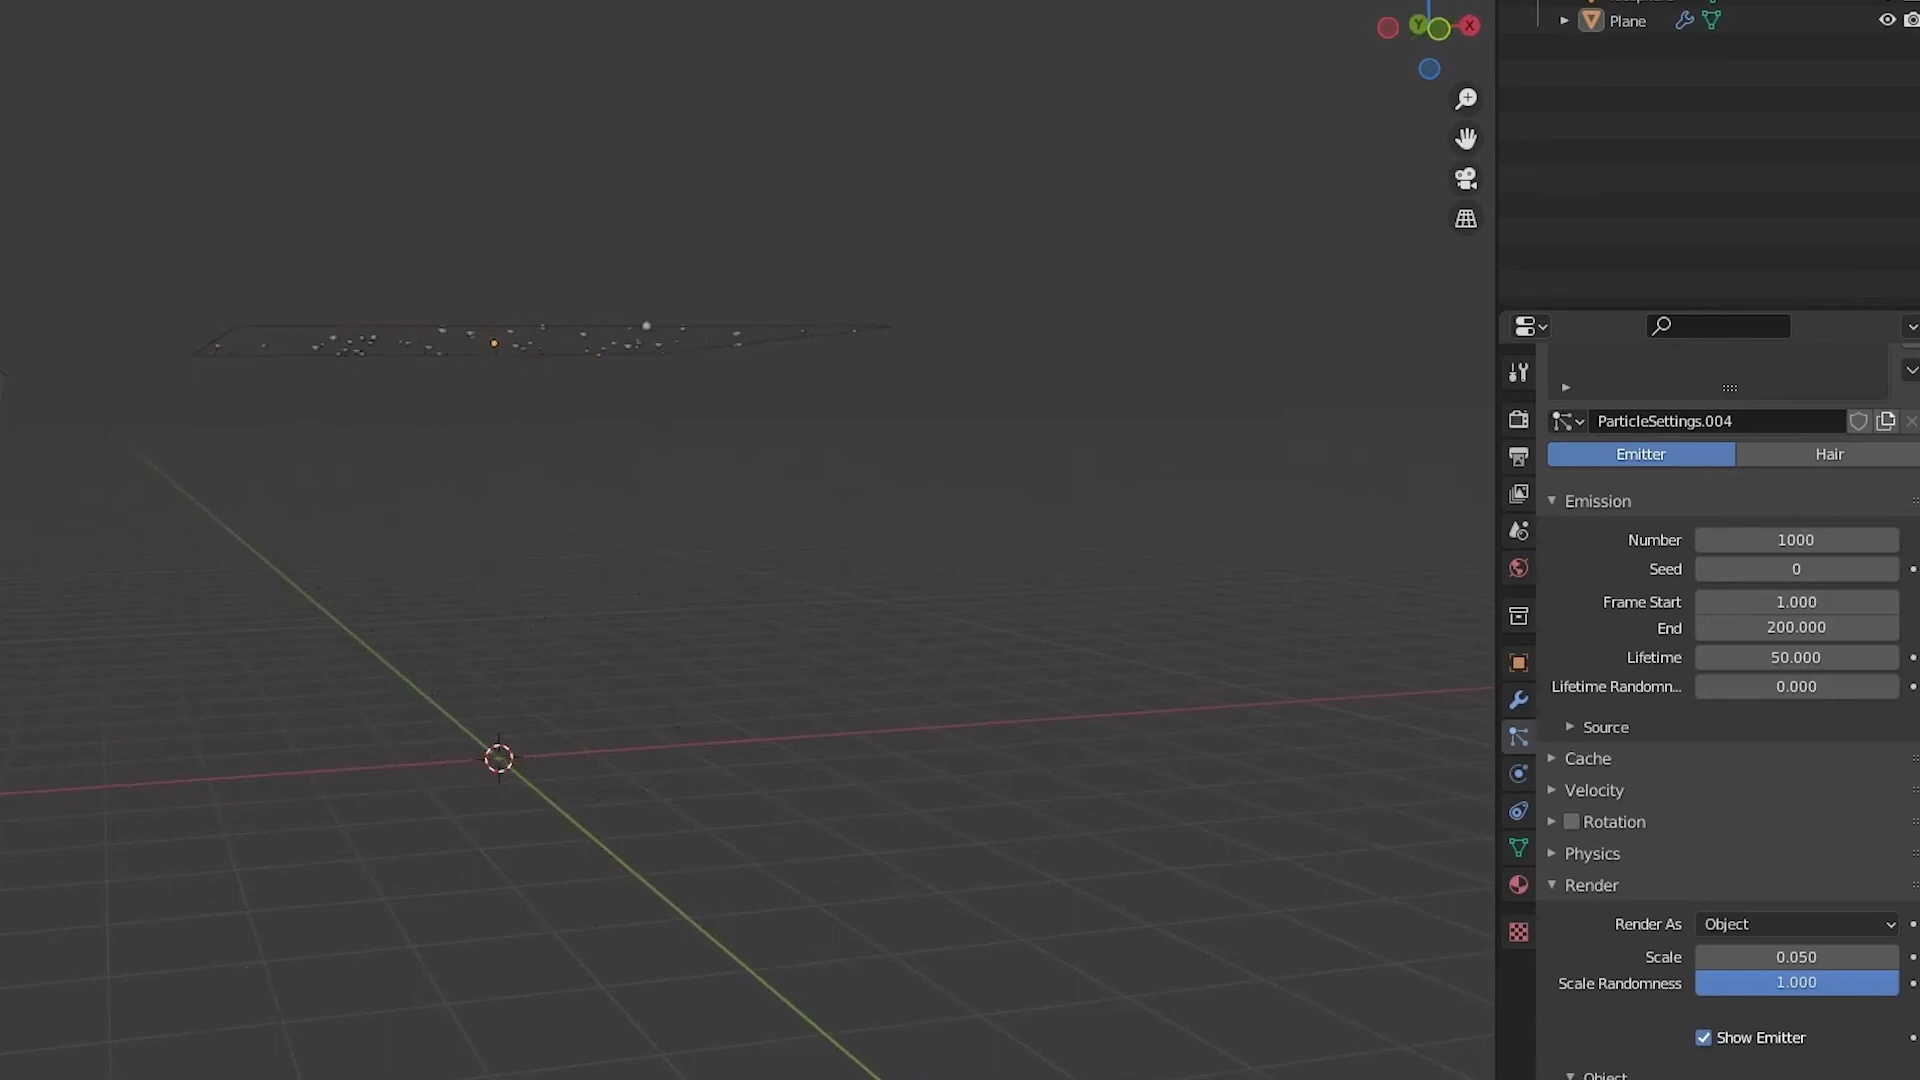 Y
X
Plane
ParticleSettings.004
Emitter
Hair
Emission
Number
1000
Seed
0
Frame Start
1.000
End
200.000
Lifetime
50.000
Lifetime Randomn...
0.000
Source
Cache
Velocity
Rotation
Physics
Render
Render As
Object
Scale
0.050
Scale Randomness
1.000
Show Emitter
Object